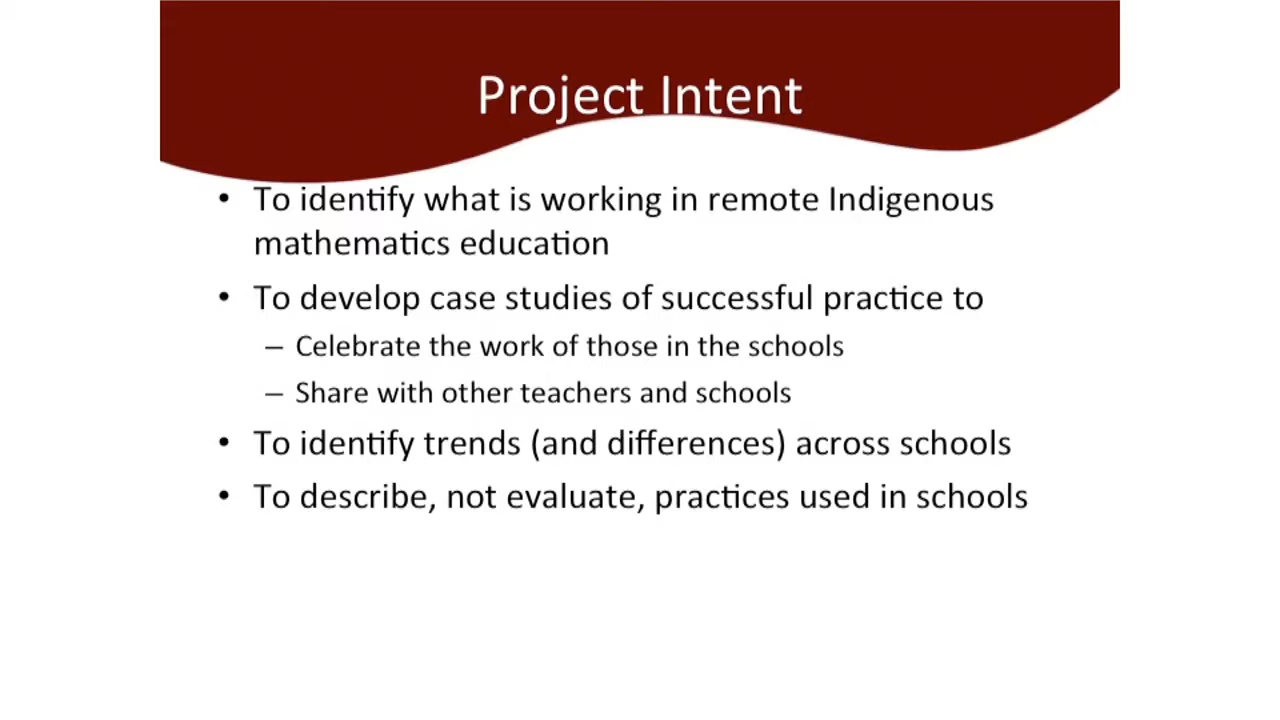 Project Intent
• To identify what is working in remote Indigenous
mathematics education
• To develop case studies of successful practice to
– Celebrate the work of those in the schools
– Share with other teachers and schools
• To identify trends (and differences) across schools
• To describe, not evaluate, practices used in schools